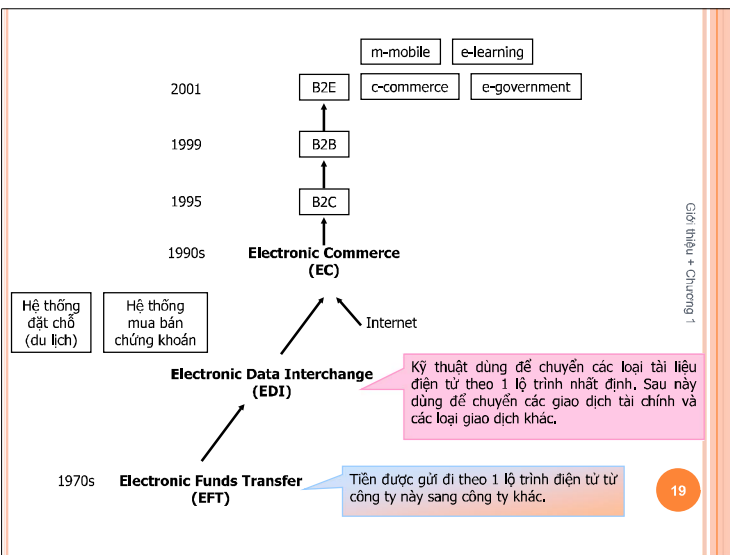 m-mobile
e-learning
2001
B2E
c-commerce
e-government
1999
B2B
1995
B2C
1990s
Electronic Commerce
(EC)
Hệ thống
đặt chỗ
(du lịch)
Hệ thống
mua bán
chứng khoán
Internet
Electronic Data Interchange
(EDI)
Kỹ thuật dùng để chuyển các loại tài liệu
điện tử theo 1 lộ trình nhất định. Sau này
dùng để chuyển các giao dịch tài chính và
các loại giao dịch khác.
1970s
Electronic Funds Transfer
(EFT)
Tiền được gửi đi theo 1 lộ trình điện tử từ
công ty này sang công ty khác.
Giới thiệu + Chương 1
19